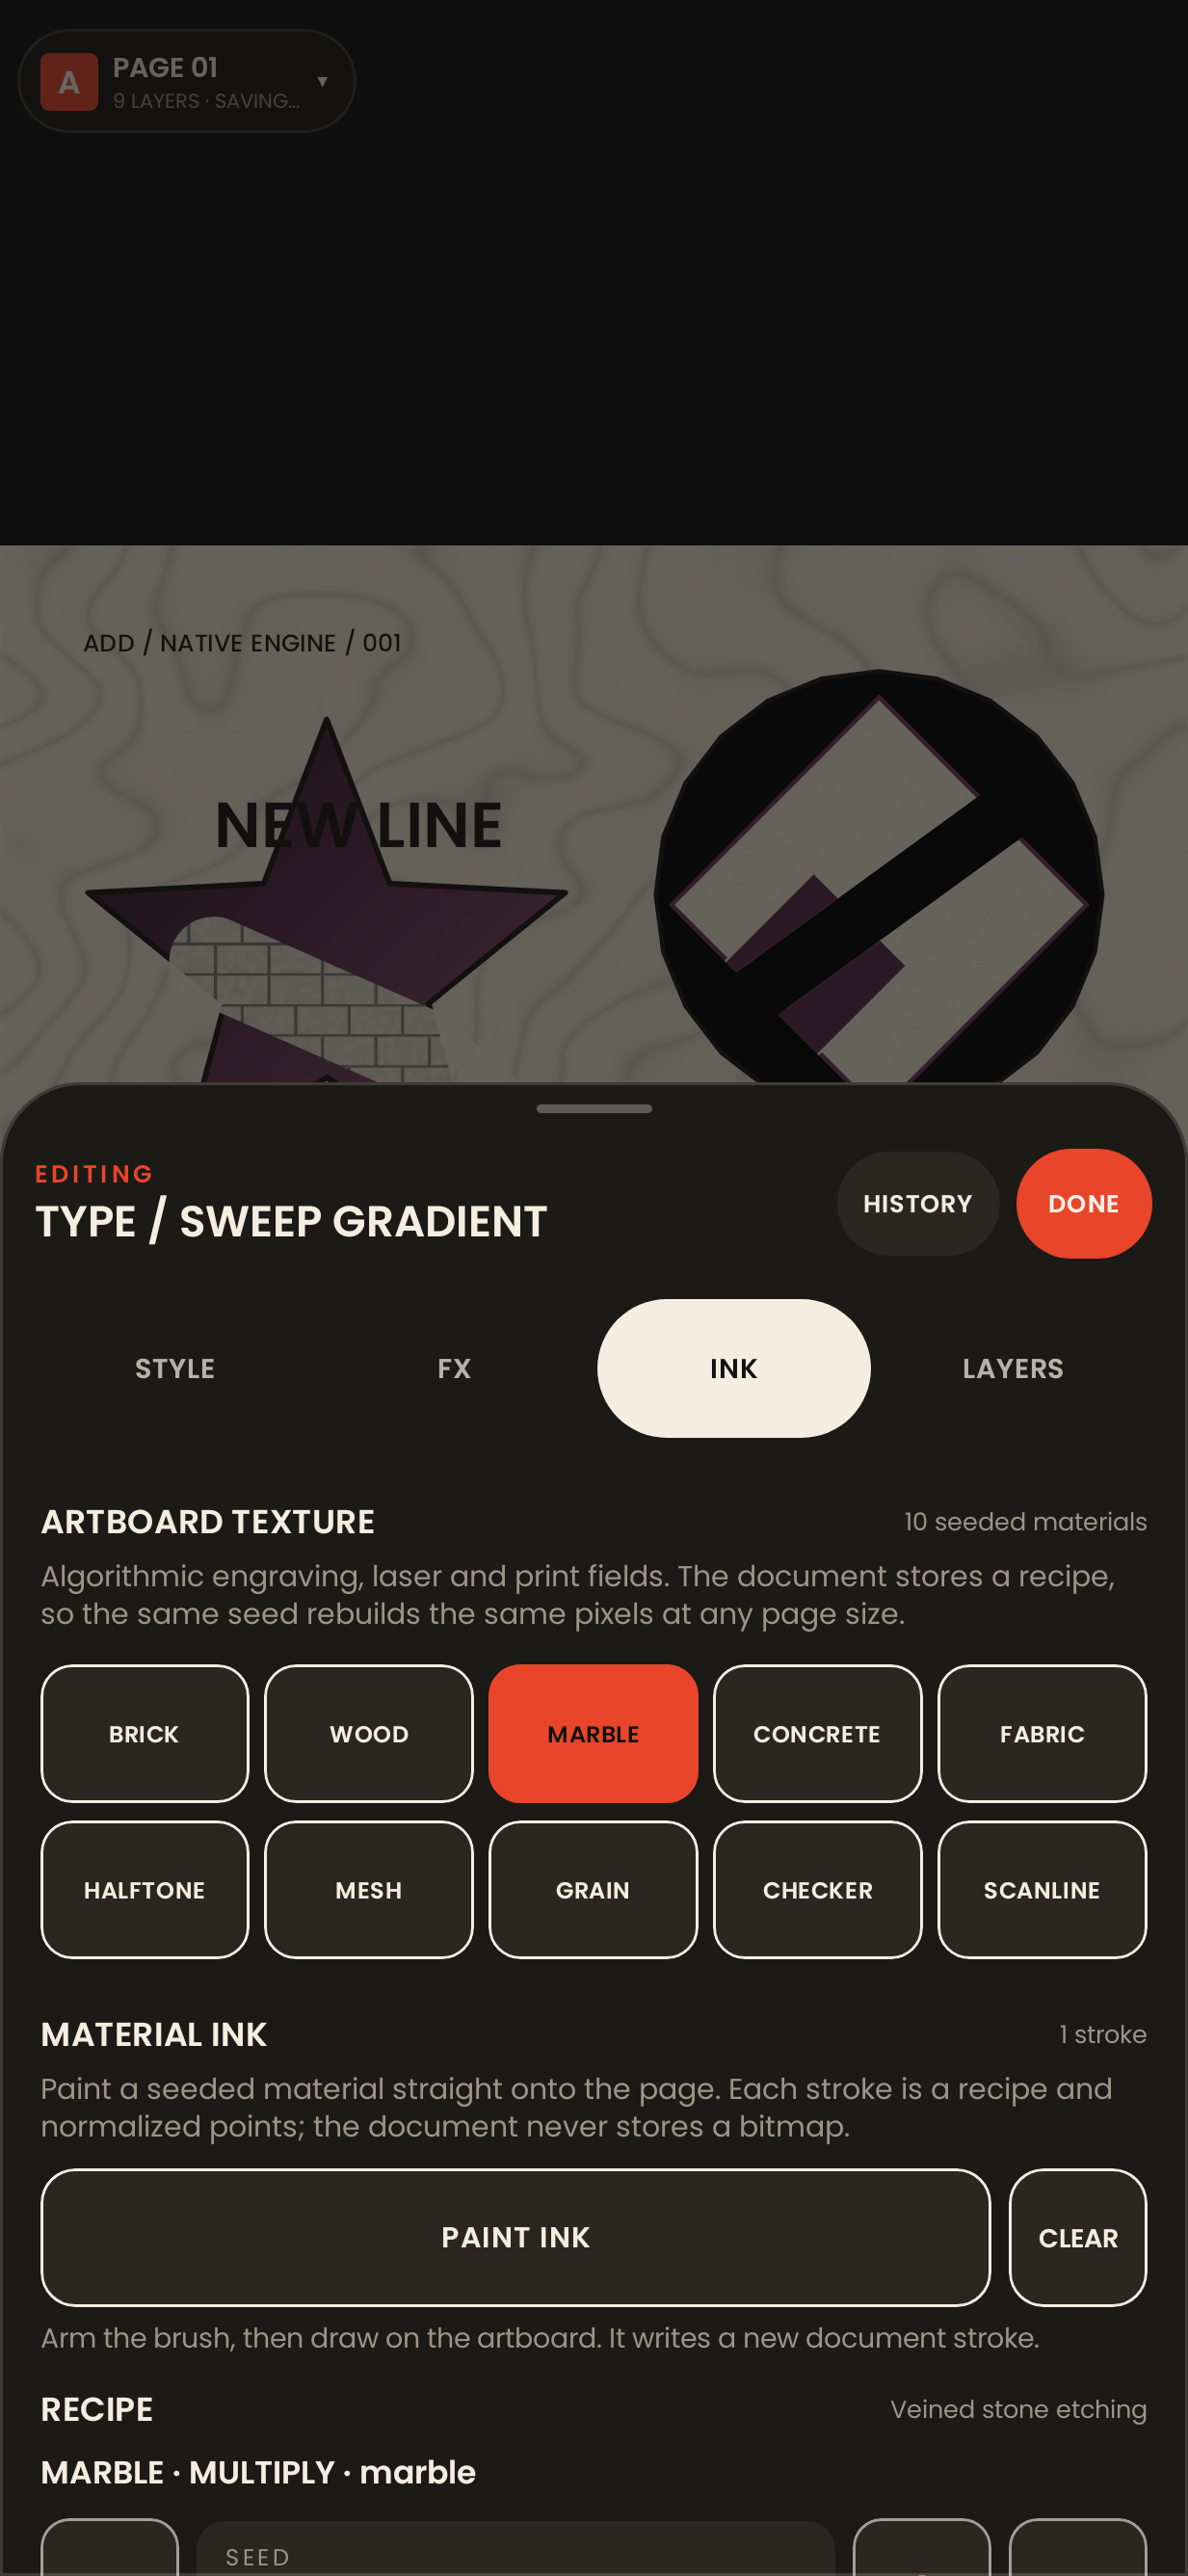 A
PAGE 01
9 LAYERS · SAVING...
ADD / NATIVE ENGINE / 001
NEW LINE
EDITING
TYPE / SWEEP GRADIENT
HISTORY
DONE
STYLE
FX
INK
LAYERS
ARTBOARD TEXTURE
10 seeded materials
Algorithmic engraving, laser and print fields. The document stores a recipe,
so the same seed rebuilds the same pixels at any page size.
BRICK
WOOD
MARBLE
CONCRETE
FABRIC
HALFTONE
MESH
GRAIN
CHECKER
SCANLINE
MATERIAL INK
1 stroke
Paint a seeded material straight onto the page. Each stroke is a recipe and
normalized points; the document never stores a bitmap.
PAINT INK
CLEAR
Arm the brush, then draw on the artboard. It writes a new document stroke.
RECIPE
Veined stone etching
MARBLE · MULTIPLY · marble
SEED